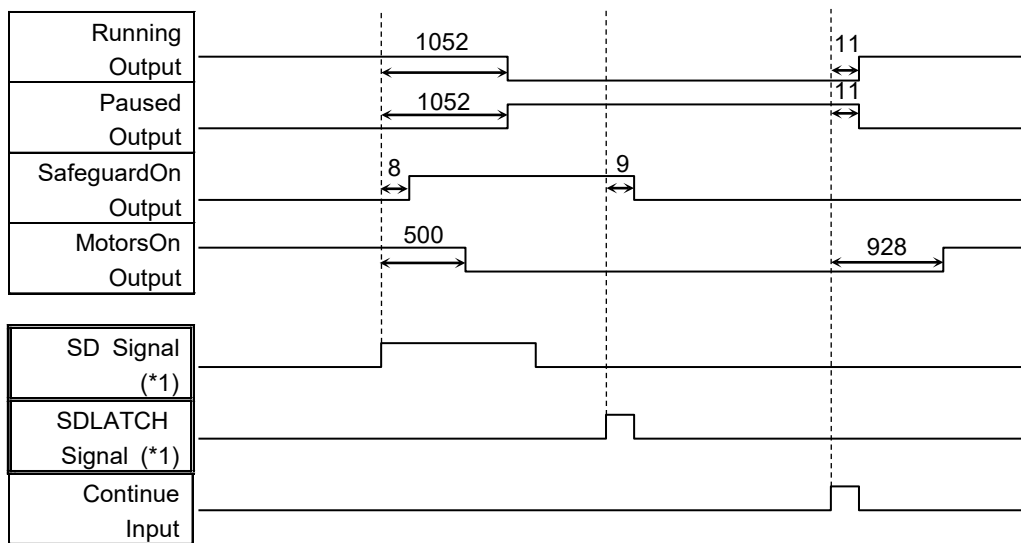 Running
Output
1052
11
Paused
Output
1052
11
SafeguardOn
Output
8
9
MotorsOn
Output
500
928
SD Signal
(*1)
SDLATCH
Signal (*1)
Continue
Input